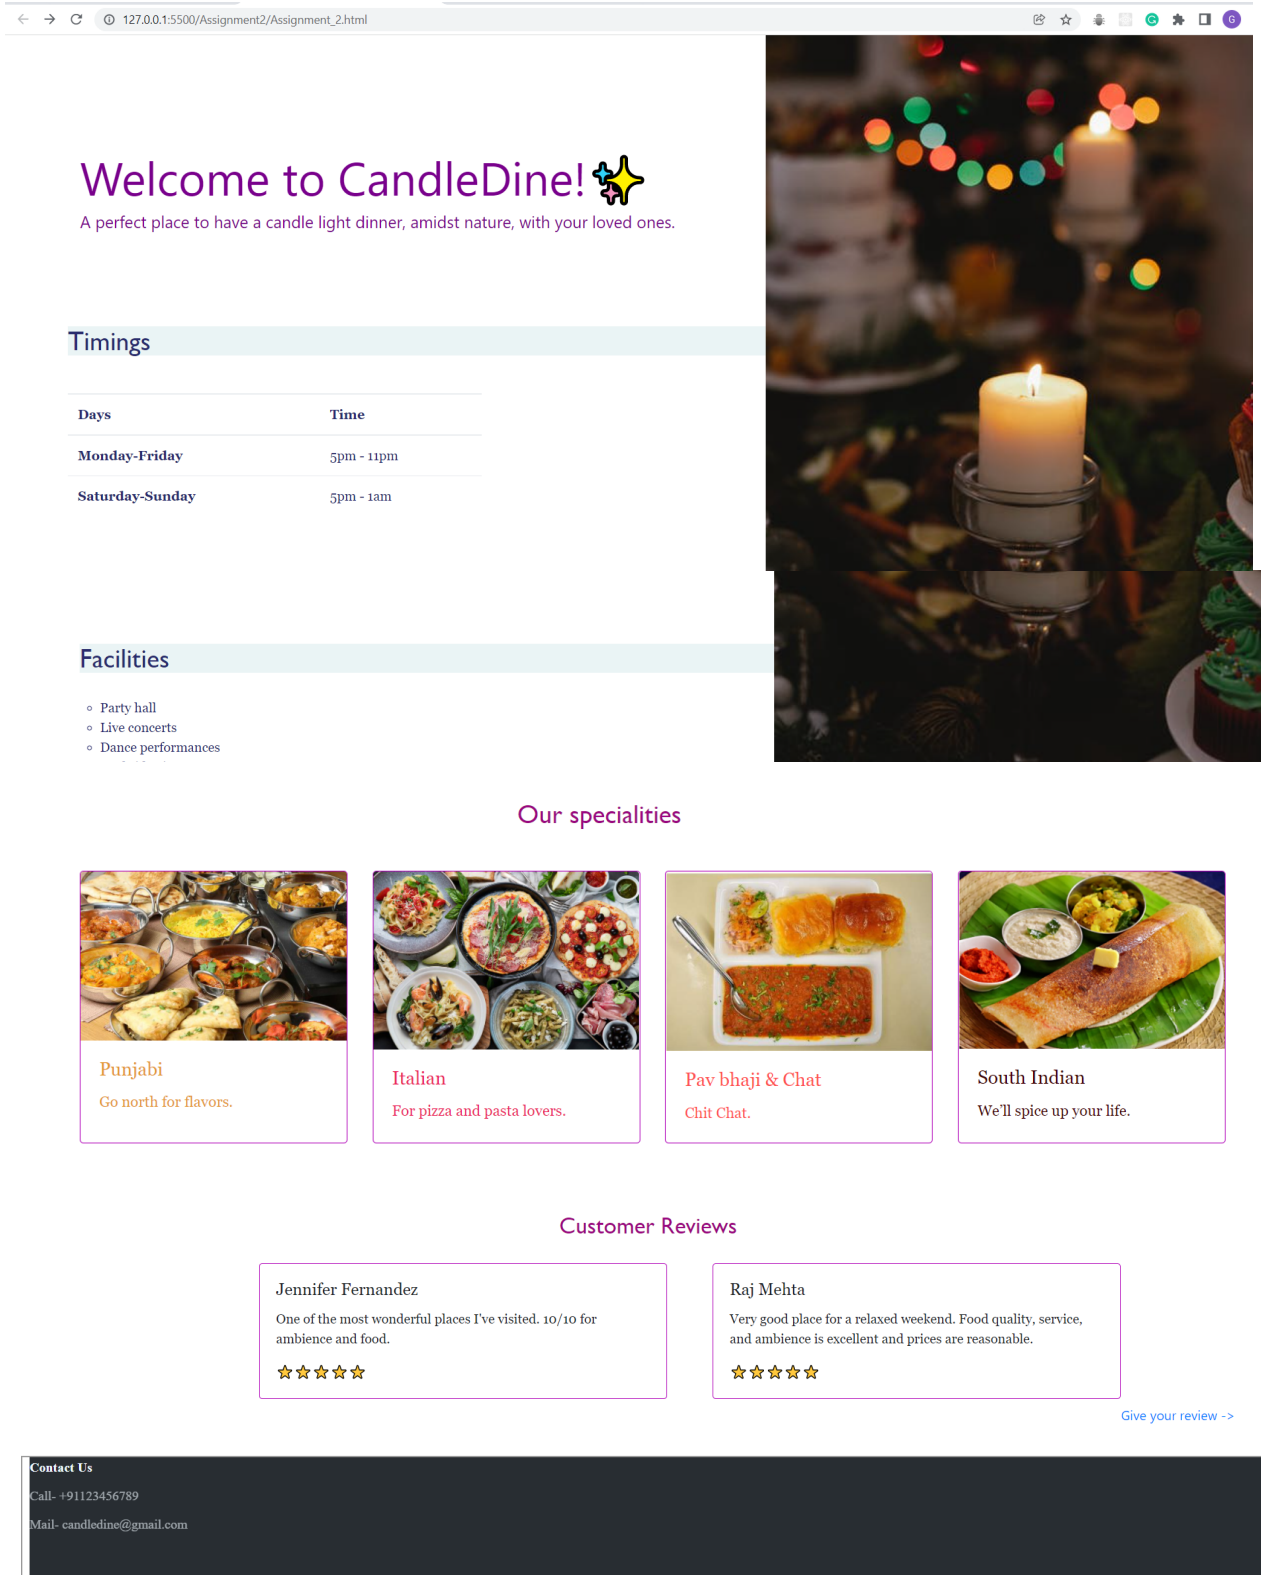 127.0.0.1:5500/Assignment2/Assignment_2.html
G
G
Welcome to CandleDine!✨
A perfect place to have a candle light dinner, amidst nature, with your loved ones.
Timings
Days Time
Monday-Friday 5pm - 11pm
Saturday-Sunday 5pm - 1am
Facilities
Party hall
Live concerts
Dance performances
Our specialities
Punjabi
Go north for flavors.
Italian
For pizza and pasta lovers.
Pav bhaji & Chat
Chit Chat.
South Indian
We'll spice up your life.
Customer Reviews
Jennifer Fernandez
One of the most wonderful places I've visited. 10/10 for
ambience and food.
⭐⭐⭐⭐⭐
Raj Mehta
Very good place for a relaxed weekend. Food quality, service,
and ambience is excellent and prices are reasonable.
⭐⭐⭐⭐⭐
Give your review ->
Contact Us
Call- +91123456789
Mail- candledine@gmail.com